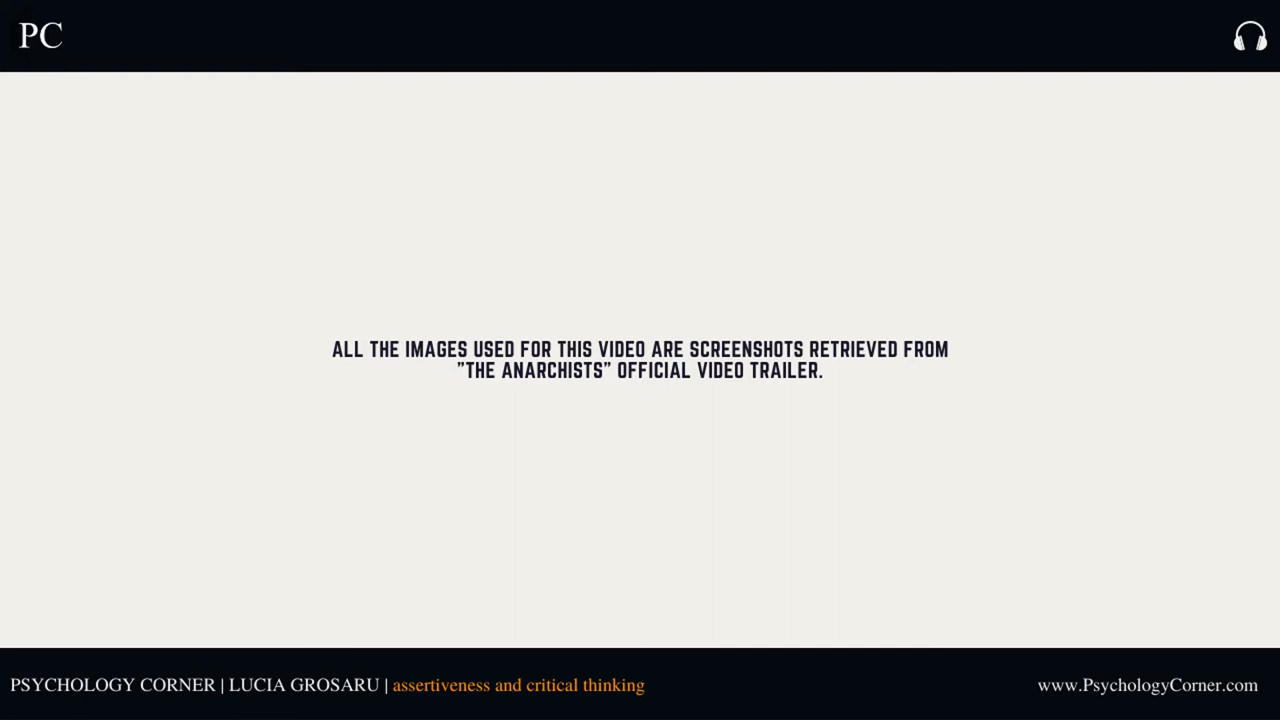 PC
ALL THE IMAGES USED FOR THIS VIDEO ARE SCREENSHOTS RETRIEVED FROM
"THE ANARCHISTS" OFFICIAL VIDEO TRAILER.
PSYCHOLOGY CORNER | LUCIA GROSARU | assertiveness and critical thinking
www.PsychologyCorner.com